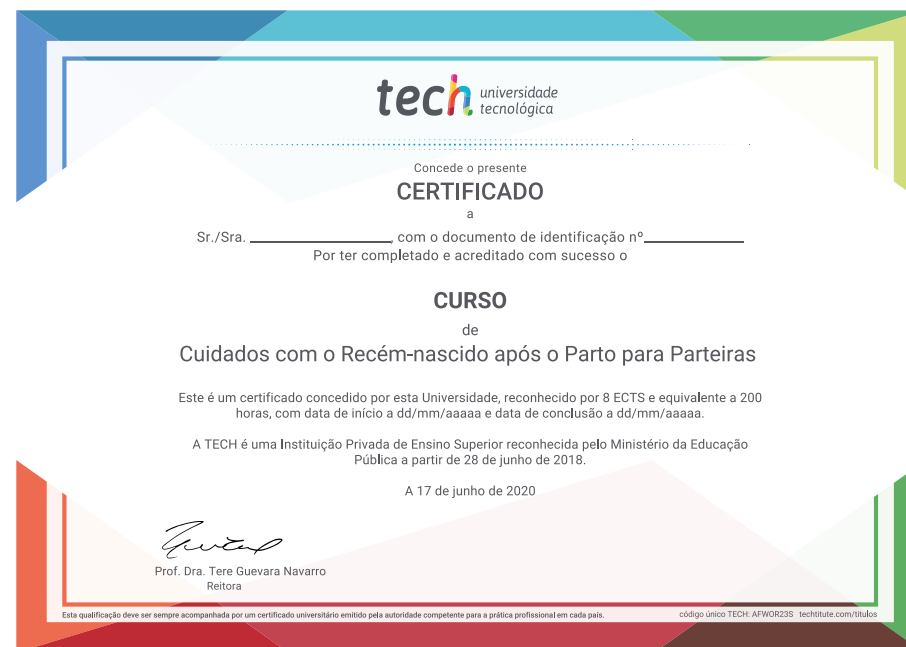 tech universidade
tecnológica
Concede o presente
CERTIFICADO
a
Sr./Sra. , com o documento de identificação nº
Por ter completado e acreditado com sucesso o
CURSO
de
Cuidados com o Recém-nascido após o Parto para Parteiras
Este é um certificado concedido por esta Universidade, reconhecido por 8 ECTS e equivalente a 200
horas, com data de início a dd/mm/aaaaa e data de conclusão a dd/mm/aaaaa.
A TECH é uma Instituição Privada de Ensino Superior reconhecida pelo Ministério da Educação
Pública a partir de 28 de junho de 2018.
A 17 de junho de 2020
Prof. Dra. Tere Guevara Navarro
Reitora
Esta qualificação deve ser sempre acompanhada por um certificado universitário emitido pela autoridade competente para a prática profissional em cada país.
código único TECH: AFWOR23S techtitute.com/titulos